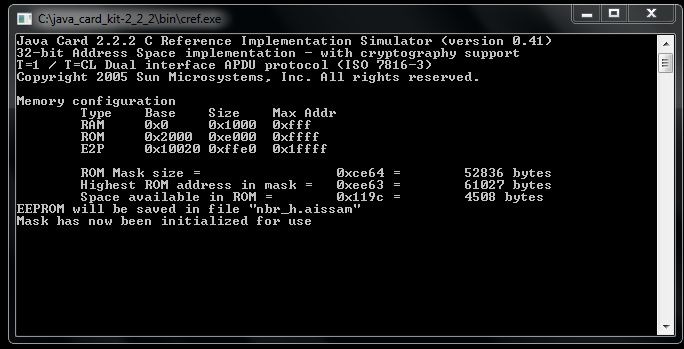 C:\java_card_kit-2_2_2\bin\cref.exe
Java Card 2.2.2 C Reference Implementation Simulator (version 0.41)
32-bit Address Space implementation - with cryptography support
T=1 / T=CL Dual interface APDU protocol (ISO 7816-3)
Copyright 2005 Sun Microsystems, Inc. All rights reserved.
Memory configuration
Type Base Size Max Addr
RAM 0x0 0x1000 0xfff
ROM 0x2000 0xe000 0xffff
E2P 0x10020 0xffe0 0x1ffff
ROM Mask size = 0xce64 = 52836 bytes
Highest ROM address in mask = 0xee63 = 61027 bytes
Space available in ROM = 0x119c = 4508 bytes
EEPROM will be saved in file "nbr_h.aissam"
Mask has now been initialized for use